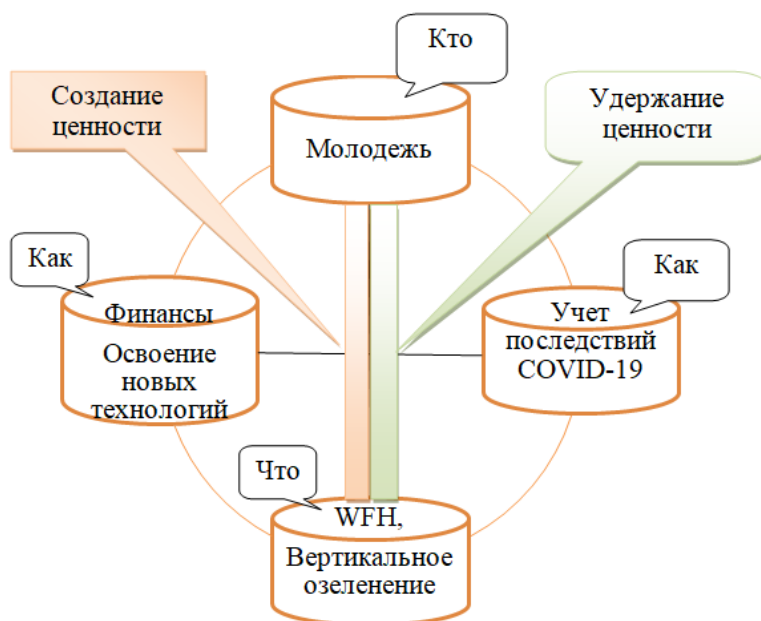 Кто
Создание
ценности
Удержание
ценности
Молодежь
Как
Как
Финансы
Освоение
новых
технологий
Учет
последствий
COVID-19
Что
WFH,
Вертикальное
озеленение